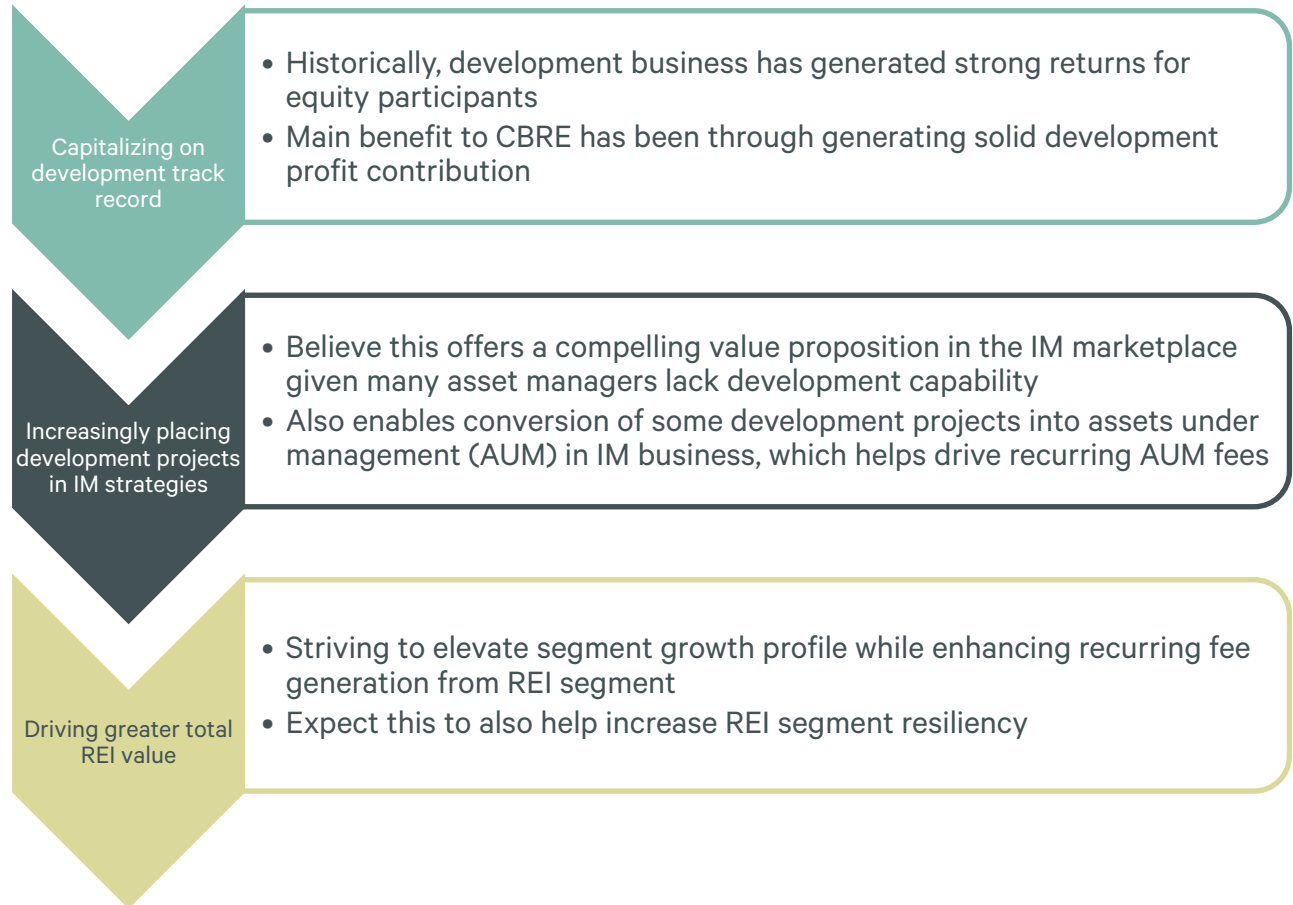 Capitalizing on
development track
record
• Historically, development business has generated strong returns for
equity participants
• Main benefit to CBRE has been through generating solid development
profit contribution
Increasingly placing
development projects
in IM strategies
• Believe this offers a compelling value proposition in the IM marketplace
given many asset managers lack development capability
• Also enables conversion of some development projects into assets under
management (AUM) in IM business, which helps drive recurring AUM fees
Driving greater total
REI value
• Striving to elevate segment growth profile while enhancing recurring fee
generation from REI segment
• Expect this to also help increase REI segment resiliency